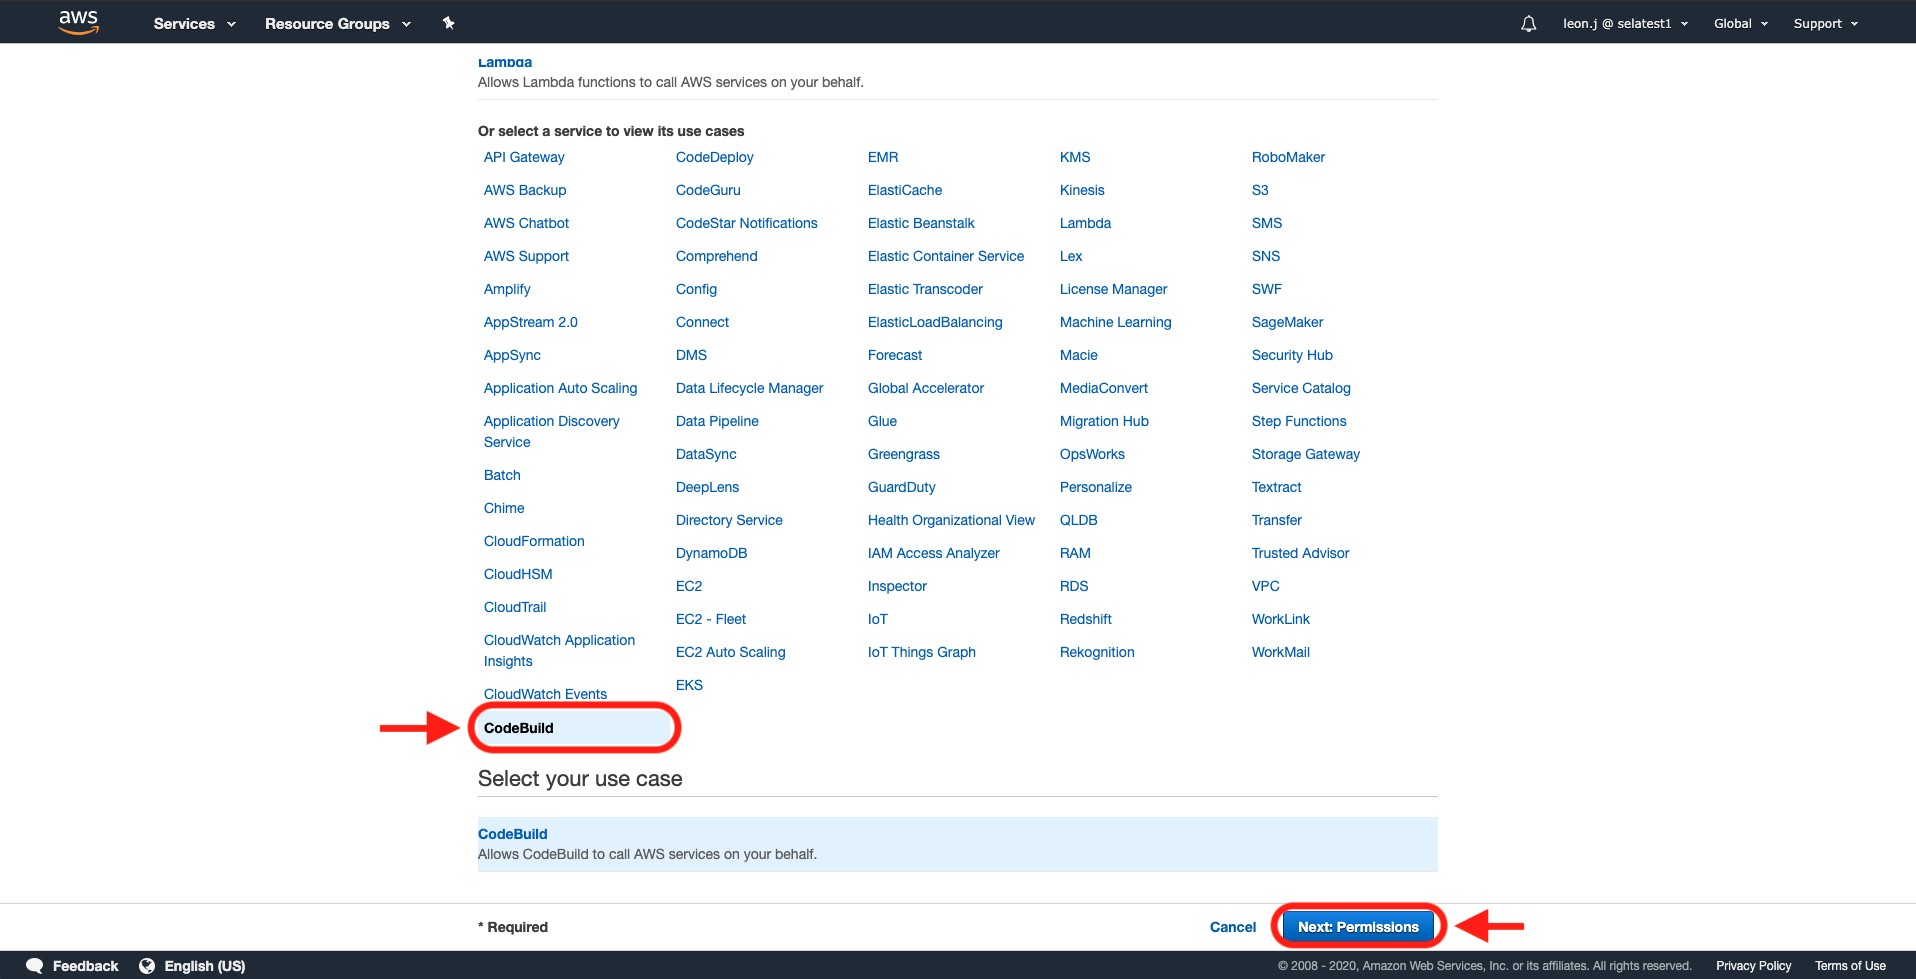 aws Services Resource Groups leon.j @ selatest1 Global Support
Lambda
Allows Lambda functions to call AWS services on your behalf.
Or select a service to view its use cases
API Gateway
AWS Backup
AWS Chatbot
AWS Support
Amplify
AppStream 2.0
AppSync
Application Auto Scaling
Application Discovery
Service
Batch
Chime
CloudFormation
CloudHSM
CloudTrail
CloudWatch Application
Insights
CloudWatch Events
CodeBuild
CodeDeploy
CodeGuru
CodeStar Notifications
Comprehend
Config
Connect
DMS
Data Lifecycle Manager
Data Pipeline
DataSync
DeepLens
Directory Service
DynamoDB
EC2
EC2 - Fleet
EC2 Auto Scaling
EKS
EMR
ElastiCache
Elastic Beanstalk
Elastic Container Service
Elastic Transcoder
ElasticLoadBalancing
Forecast
Global Accelerator
Glue
Greengrass
GuardDuty
Health Organizational View
IAM Access Analyzer
Inspector
IoT
IoT Things Graph
KMS
Kinesis
Lambda
Lex
License Manager
Machine Learning
Macie
MediaConvert
Migration Hub
OpsWorks
Personalize
QLDB
RAM
RDS
Redshift
Rekognition
RoboMaker
S3
SMS
SNS
SWF
SageMaker
Security Hub
Service Catalog
Step Functions
Storage Gateway
Textract
Transfer
Trusted Advisor
VPC
WorkLink
WorkMail
Select your use case
CodeBuild
Allows CodeBuild to call AWS services on your behalf.
* Required Cancel Next: Permissions
Feedback English (US) © 2008 - 2020, Amazon Web Services, Inc. or its affiliates. All rights reserved. Privacy Policy Terms of Use